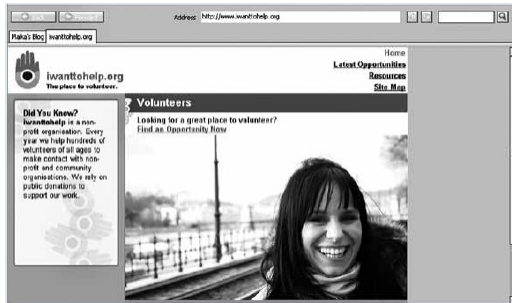 Address: http://www.iwanttohelp.org
Maika's Blog
iwanttohelp.org
iwanttohelp.org
The place to volunteer.
Home
Latest Opportunities
Resources
Site Map
Did You Know?
iwanttohelp is a non-
profit organisation. Every
year we help hundreds of
volunteers of all ages to
make contact with non-
profit and community
organisations. We rely on
public donations to
support our work.
Volunteers
Looking for a great place to volunteer?
Find an Opportunity Now